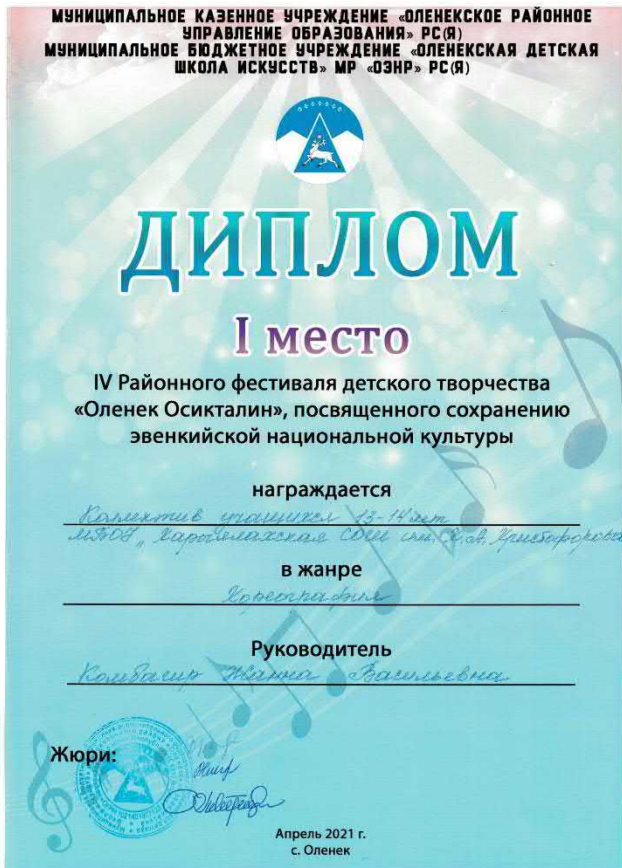 МУНИЦИПАЛЬНОЕ КАЗЕННОЕ УЧРЕЖДЕНИЕ «ОЛЕНЕКСКОЕ РАЙОННОЕ
УПРАВЛЕНИЕ ОБРАЗОВАНИЯ» РС(Я)
МУНИЦИПАЛЬНОЕ БЮДЖЕТНОЕ УЧРЕЖДЕНИЕ «ОЛЕНЕКСКАЯ ДЕТСКАЯ
ШКОЛА ИСКУССТВ» МР «ОЭНР» РС(Я)
ДИПЛОМ
I место
IV Районного фестиваля детского творчества
«Оленек Осикталин», посвященного сохранению
эвенкийской национальной культуры
награждается
Коллектив учащихся 13-14 лет
МБОУ "Харыялахская СОШ им. Х.А. Христофорова
в жанре
Хореография
Руководитель
Комбагир Жанна Васильевна
Жюри:
Апрель 2021 г.
с. Оленек